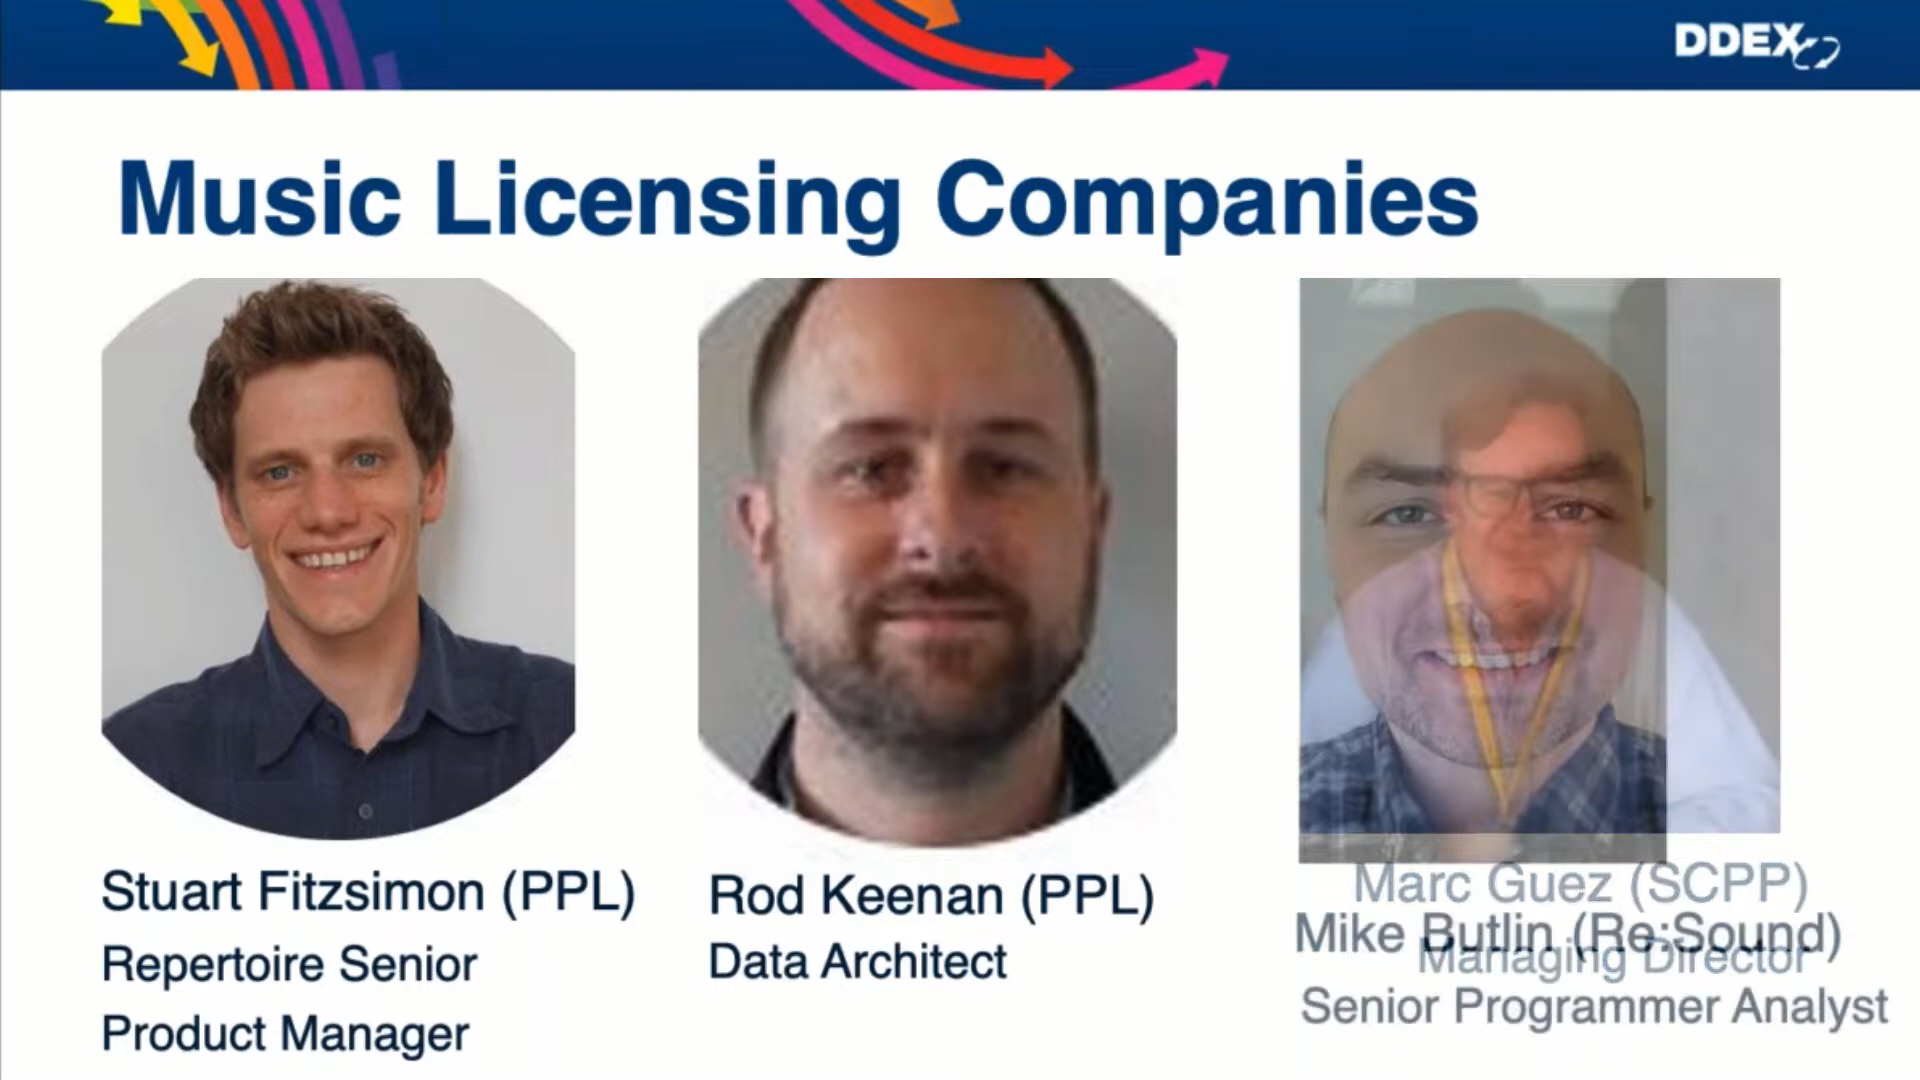 DDEX
Music Licensing Companies
Stuart Fitzsimon (PPL)
Repertoire Senior
Product Manager
Rod Keenan (PPL)
Data Architect
Marc Guez (SCPP)
Managing Director
Mike Butlin (Re:Sound)
Senior Programmer Analyst